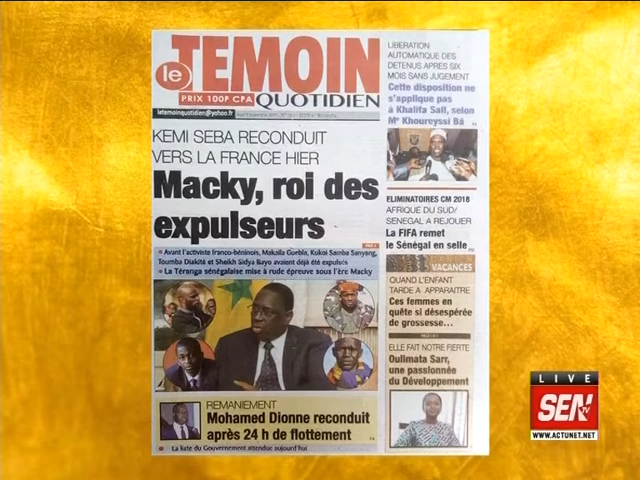 le TEMOIN
PRIX 100F CFA
QUOTIDIEN
letemoinquotidien@yahoo.fr
KEMI SEBA RECONDUIT
VERS LA FRANCE HIER
Macky, roi des
expulseurs
Avant l'activiste franco-béninois, Makaila Guebla, Kukoi Samba Sanyang,
Toumba Diakité et Sheikh Sidya Bayo avaient déjà été expulsés
La Téranga sénégalaise mise à rude épreuve sous l'ère Macky
REMANIEMENT
Mohamed Dionne reconduit
après 24 h de flottement
La liste du Gouvernement attendue aujourd'hui
LIBERATION
AUTOMATIQUE DES
DETENUS APRES SIX
MOIS SANS JUGEMENT
Cette disposition ne
s'applique pas
à Khalifa Sall, selon
Me Khoureyssi Bâ
ELIMINATOIRES CM 2018
AFRIQUE DU SUD/
SENEGAL A REJOUER
La FIFA remet
le Sénégal en selle
VACANCES
QUAND L'ENFANT
TARDE A APPARAITRE
Ces femmes en
quête si désespérée
de grossesse...
ELLE FAIT NOTRE FIERTE
Oulimata Sarr,
une passionnée
du Développement
LIVE
SEN TV
WWW.ACTUNET.NET